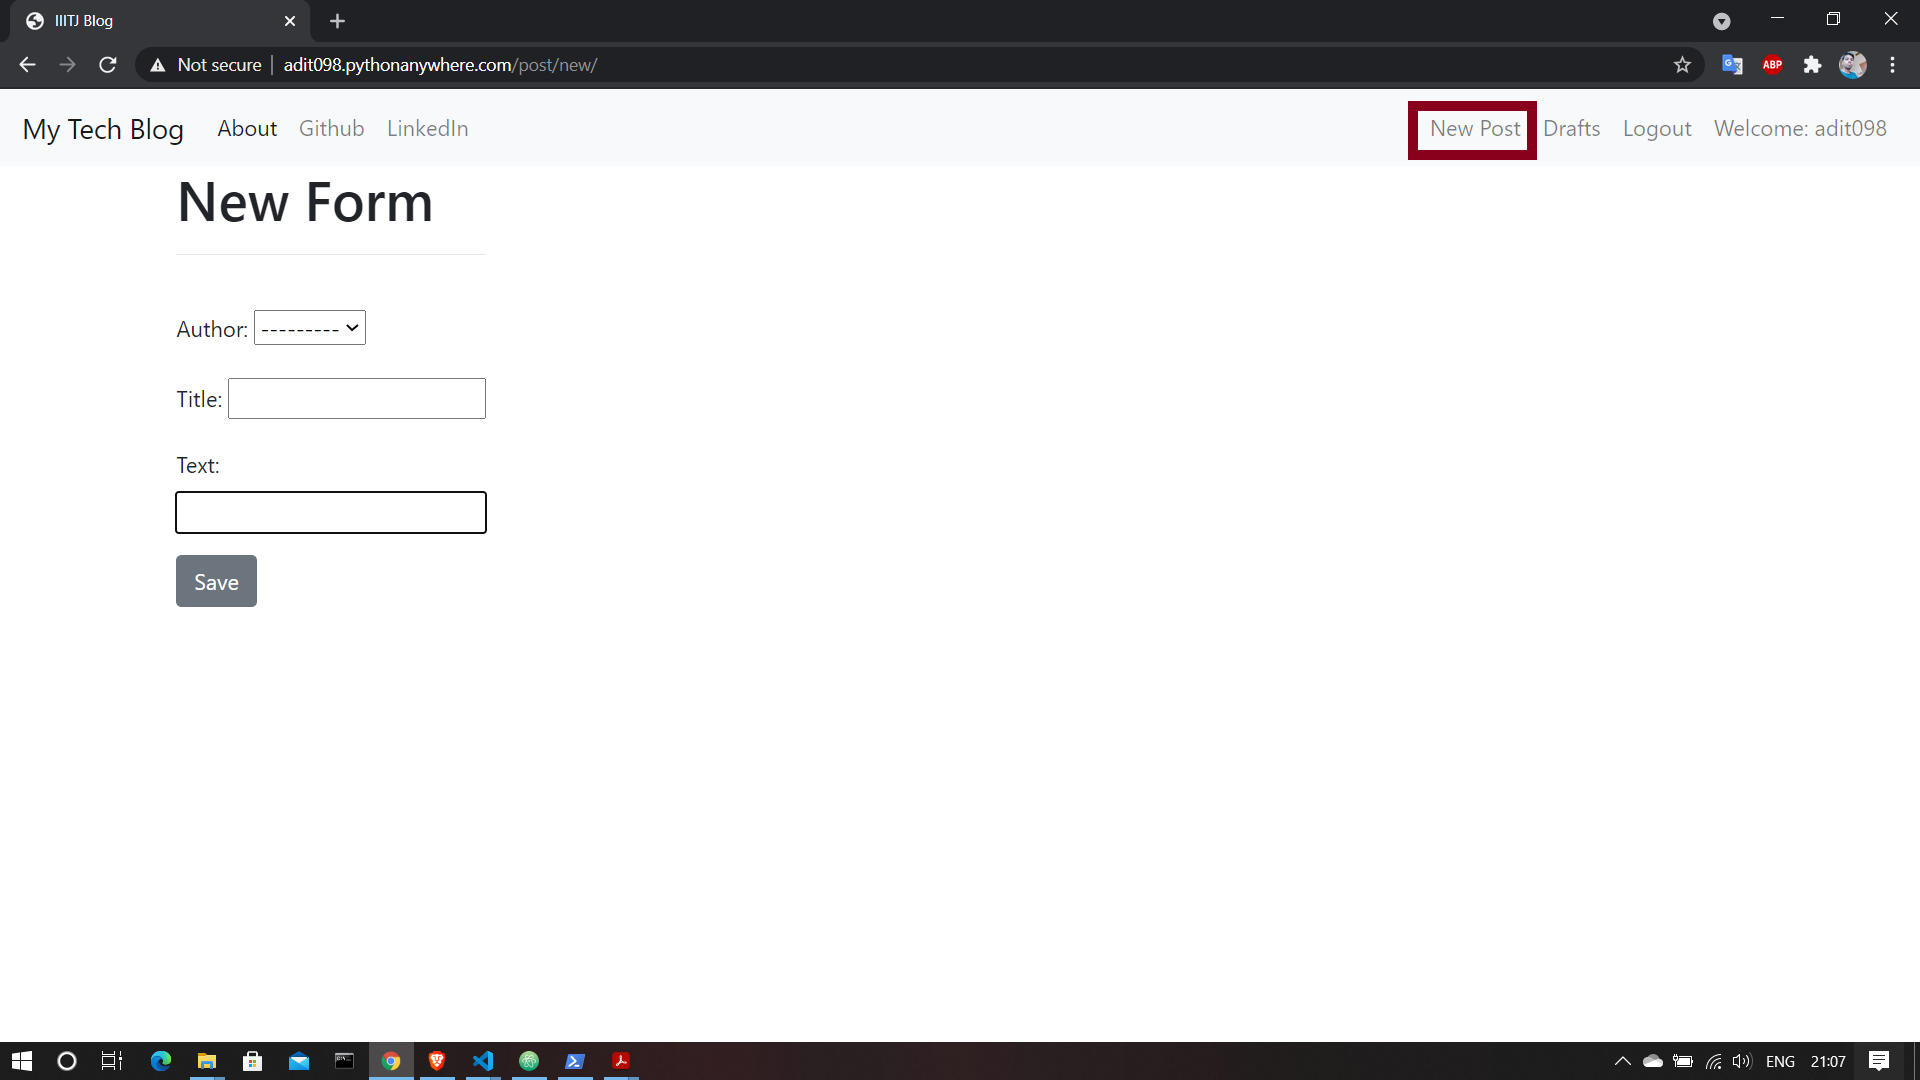 IIITJ Blog
Not secure adit098.pythonanywhere.com/post/new/
ABP
My Tech Blog About Github LinkedIn New Post Drafts Logout Welcome: adit098
New Form
Author: ---------
Title:
Text:
Save
ENG 21:07